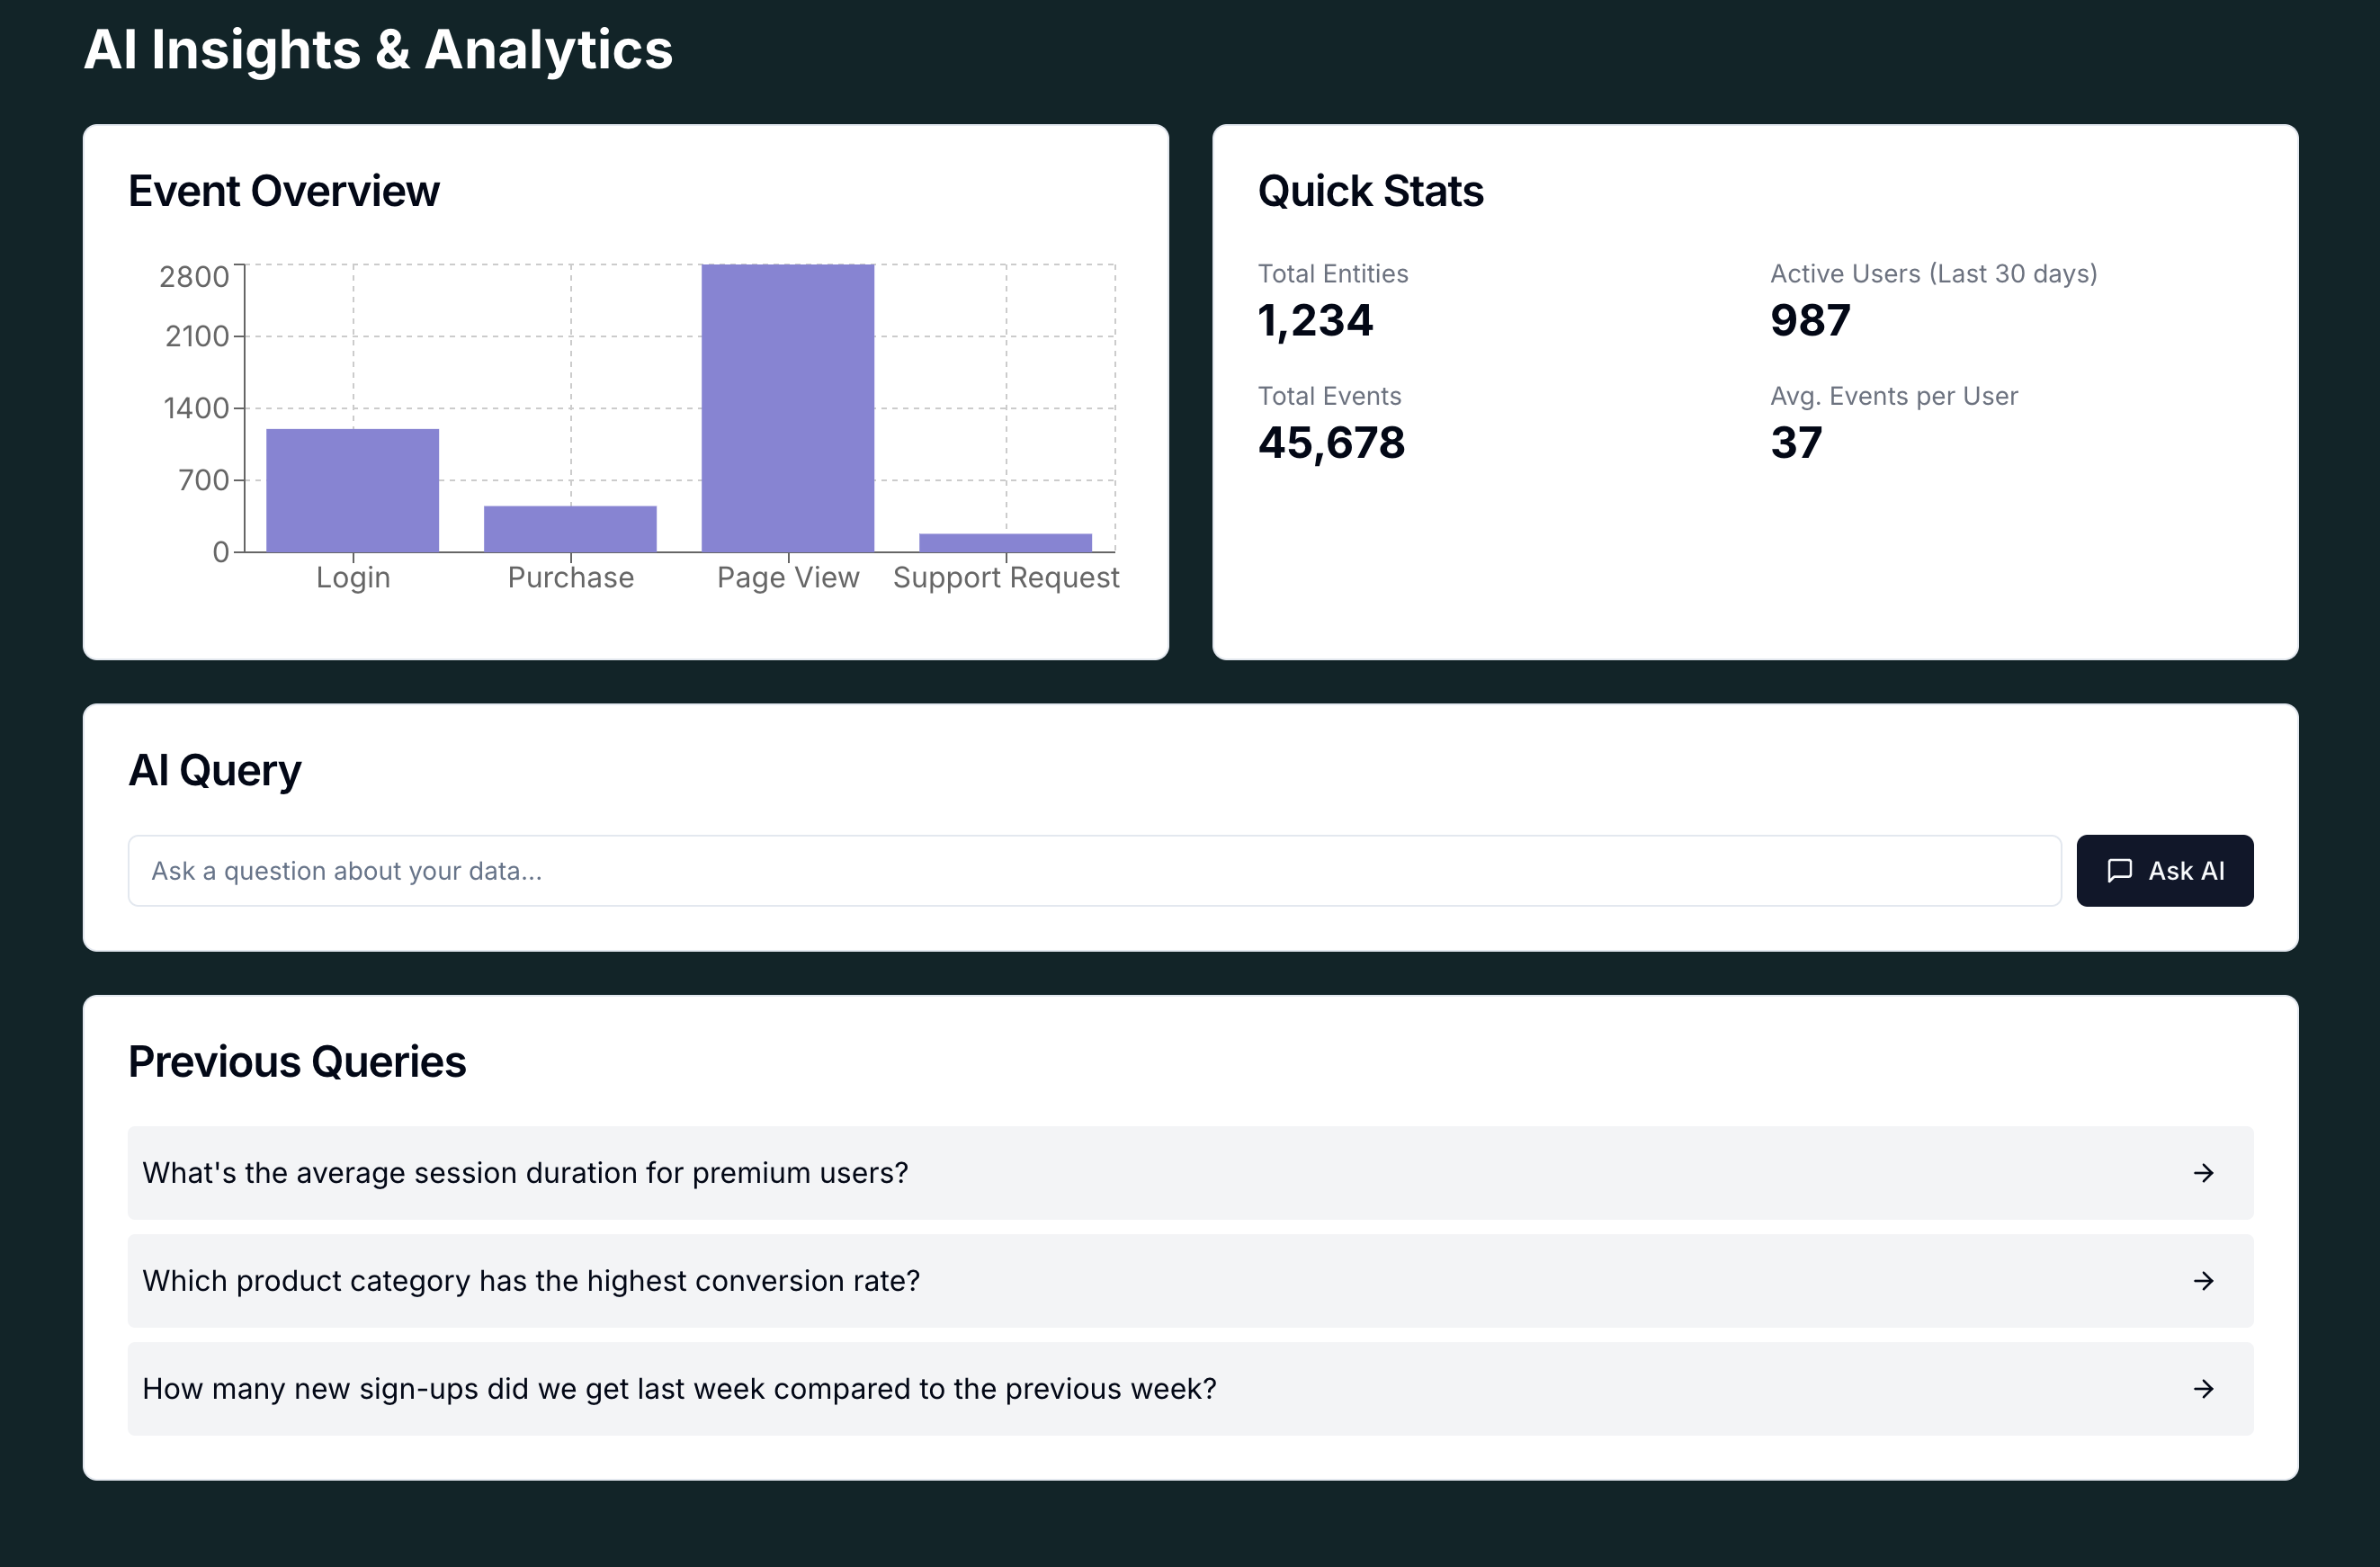 AI Insights & Analytics
Event Overview
2800
2100
1400
700
0
Login
Purchase
Page View
Support Request
Quick Stats
Total Entities
1,234
Active Users (Last 30 days)
987
Total Events
45,678
Avg. Events per User
37
AI Query
Ask a question about your data...
Ask AI
Previous Queries
What's the average session duration for premium users?
Which product category has the highest conversion rate?
How many new sign-ups did we get last week compared to the previous week?